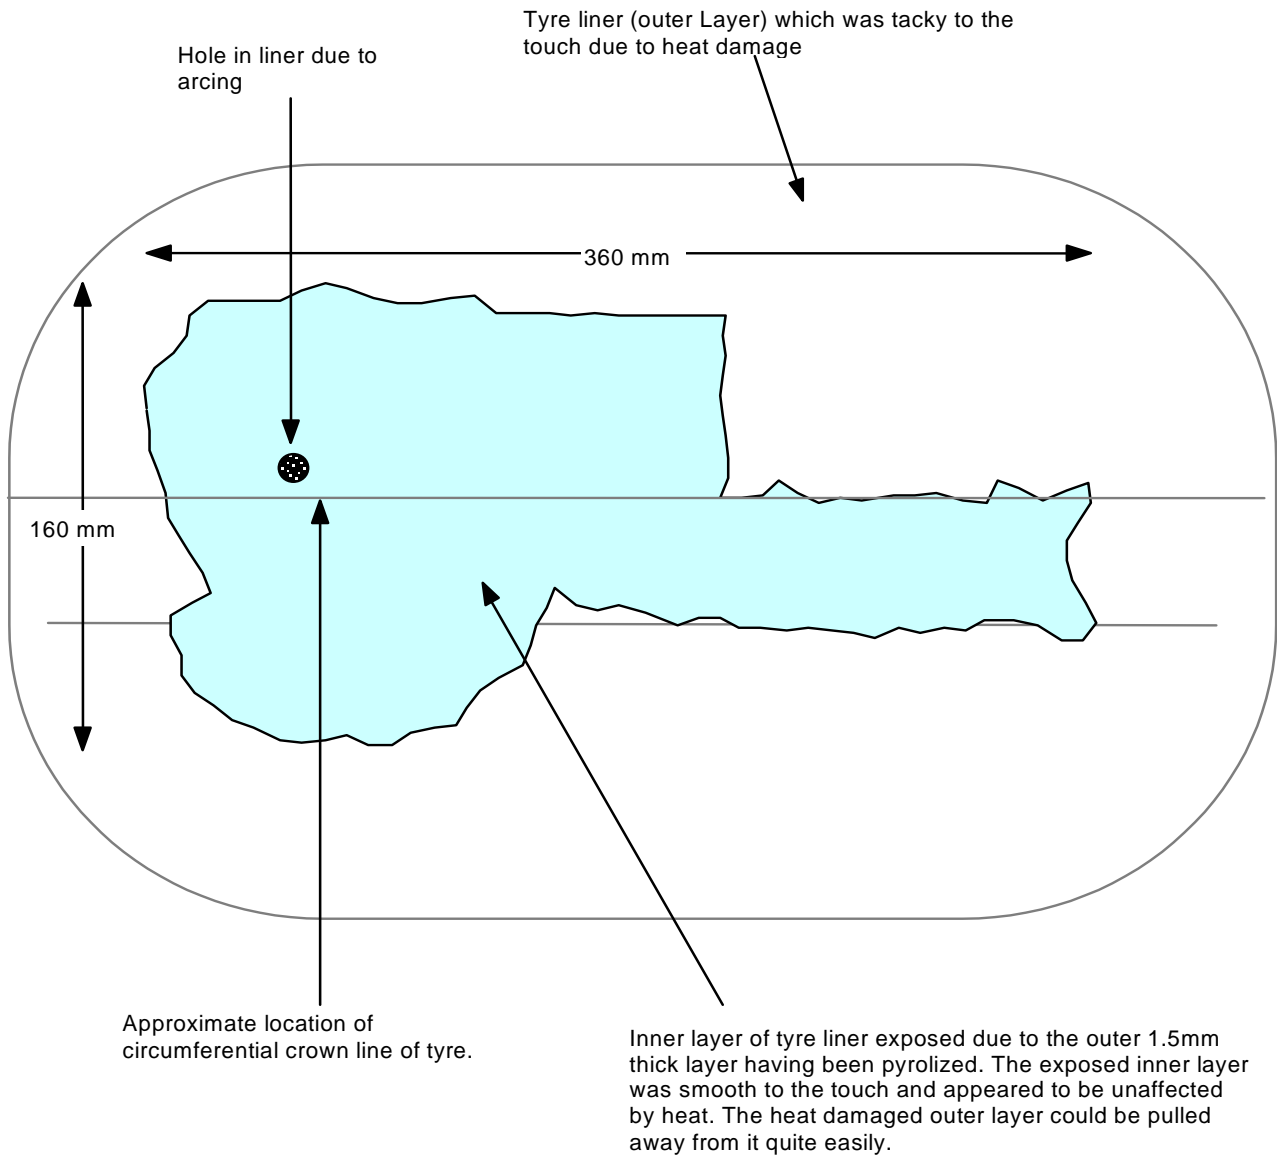 Tyre liner (outer Layer) which was tacky to the
touch due to heat damage
Hole in liner due to
arcing
360 mm
160 mm
Approximate location of
circumferential crown line of tyre.
Inner layer of tyre liner exposed due to the outer 1.5mm
thick layer having been pyrolized. The exposed inner layer
was smooth to the touch and appeared to be unaffected
by heat. The heat damaged outer layer could be pulled
away from it quite easily.